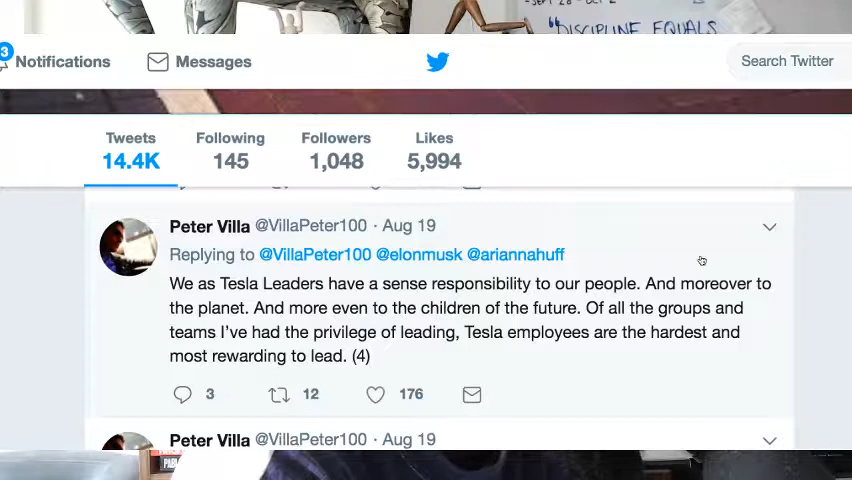 "DISCIPLINE EQUALS
3
Notifications
Messages
Search Twitter
Tweets Following Followers Likes
14.4K 145 1,048 5,994
Peter Villa @VillaPeter100 · Aug 19
Replying to @VillaPeter100 @elonmusk @ariannahuff
We as Tesla Leaders have a sense responsibility to our people. And moreover to
the planet. And more even to the children of the future. Of all the groups and
teams I've had the privilege of leading, Tesla employees are the hardest and
most rewarding to lead. (4)
3 12 176
Peter Villa @VillaPeter100 · Aug 19